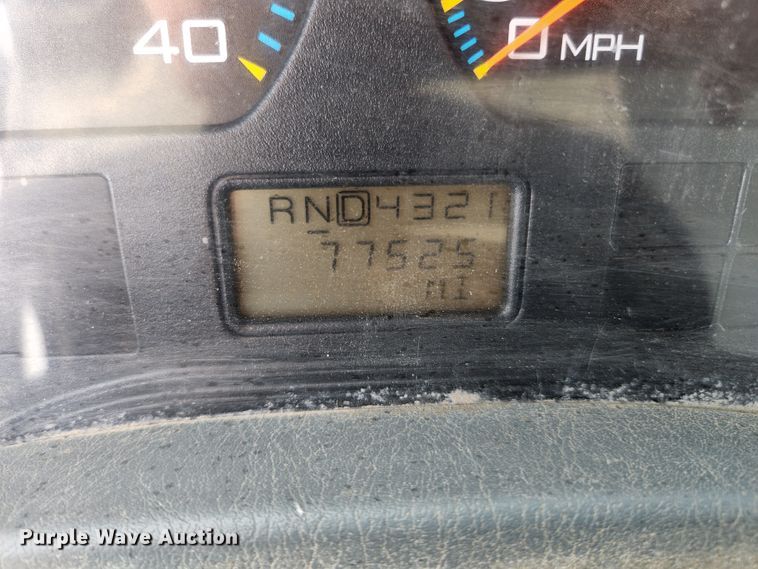 40
0 MPH
RND4321
77525
MI
Purple Wave Auction